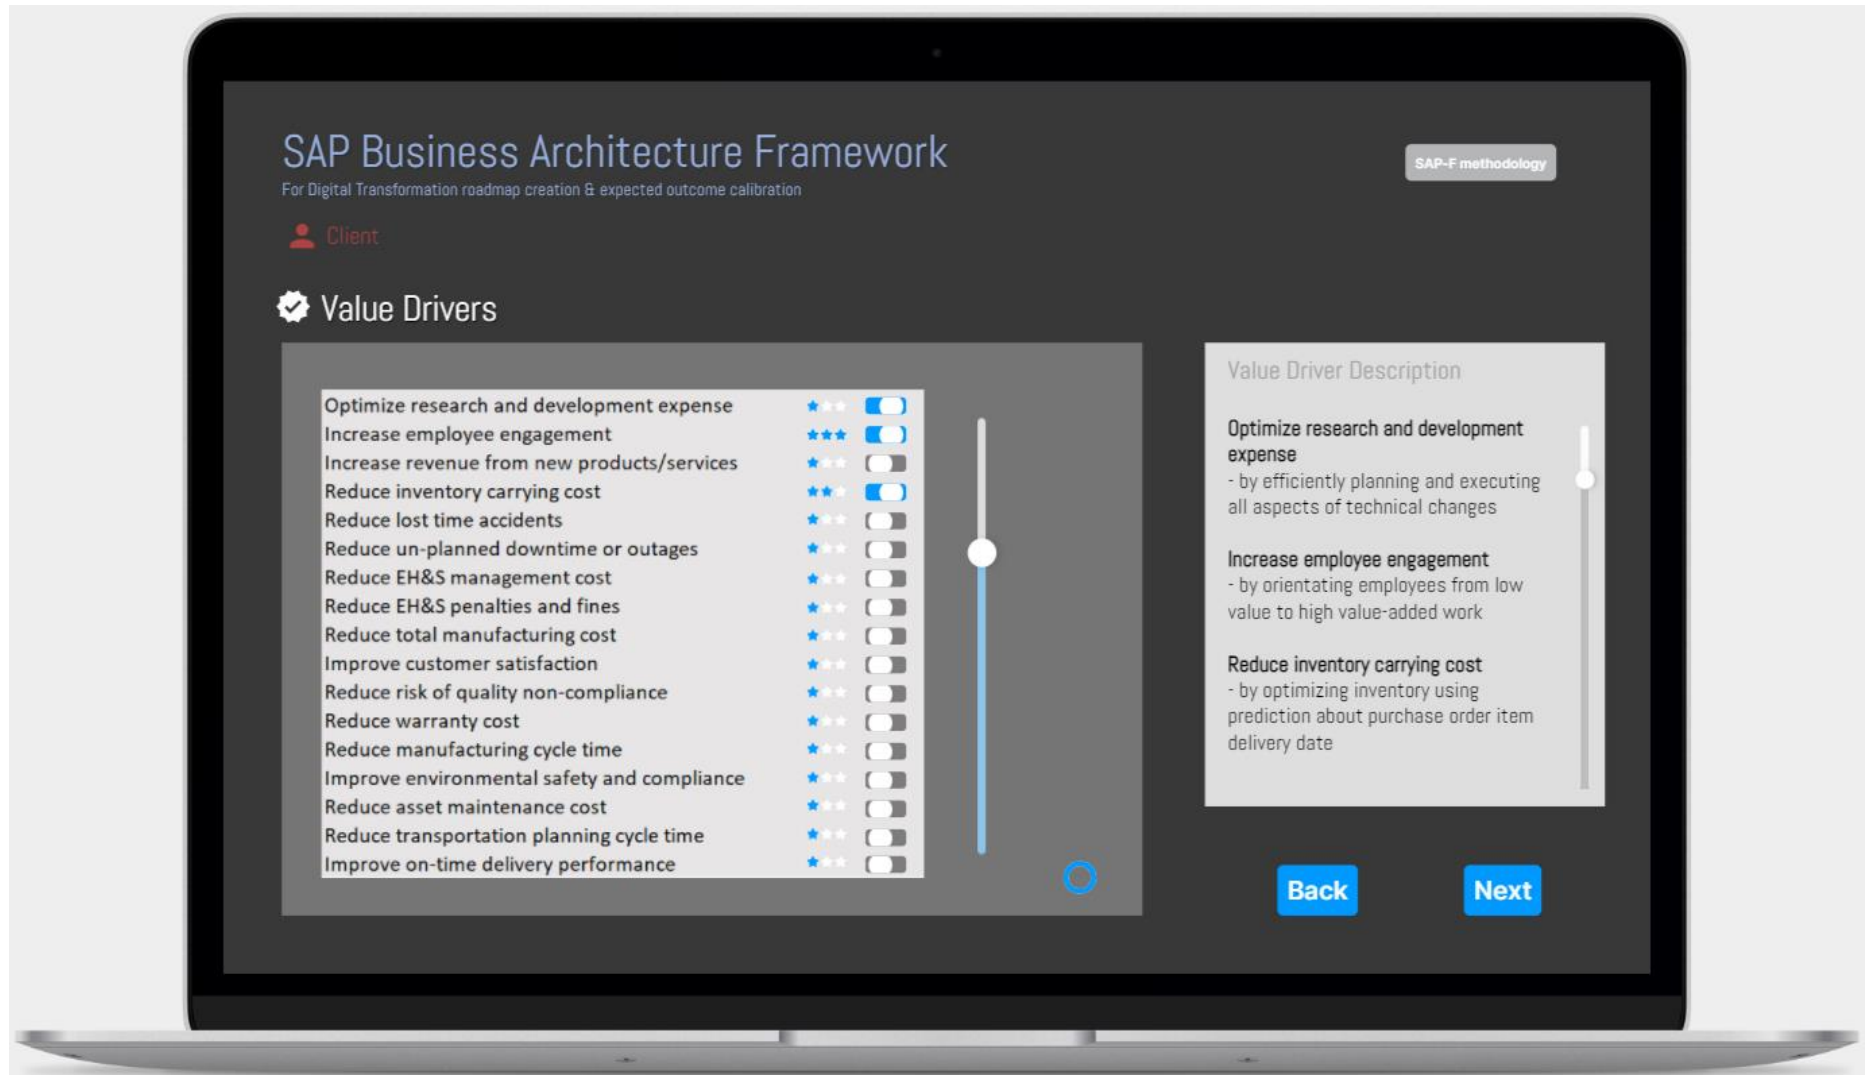 SAP Business Architecture Framework
For Digital Transformation roadmap creation & expected outcome calibration
SAP-F methodology
Client
Value Drivers
Optimize research and development expense
Increase employee engagement
Increase revenue from new products/services
Reduce inventory carrying cost
Reduce lost time accidents
Reduce un-planned downtime or outages
Reduce EH&S management cost
Reduce EH&S penalties and fines
Reduce total manufacturing cost
Improve customer satisfaction
Reduce risk of quality non-compliance
Reduce warranty cost
Reduce manufacturing cycle time
Improve environmental safety and compliance
Reduce asset maintenance cost
Reduce transportation planning cycle time
Improve on-time delivery performance
Value Driver Description
Optimize research and development
expense
- by efficiently planning and executing
all aspects of technical changes
Increase employee engagement
- by orientating employees from low
value to high value-added work
Reduce inventory carrying cost
- by optimizing inventory using
prediction about purchase order item
delivery date
Back
Next